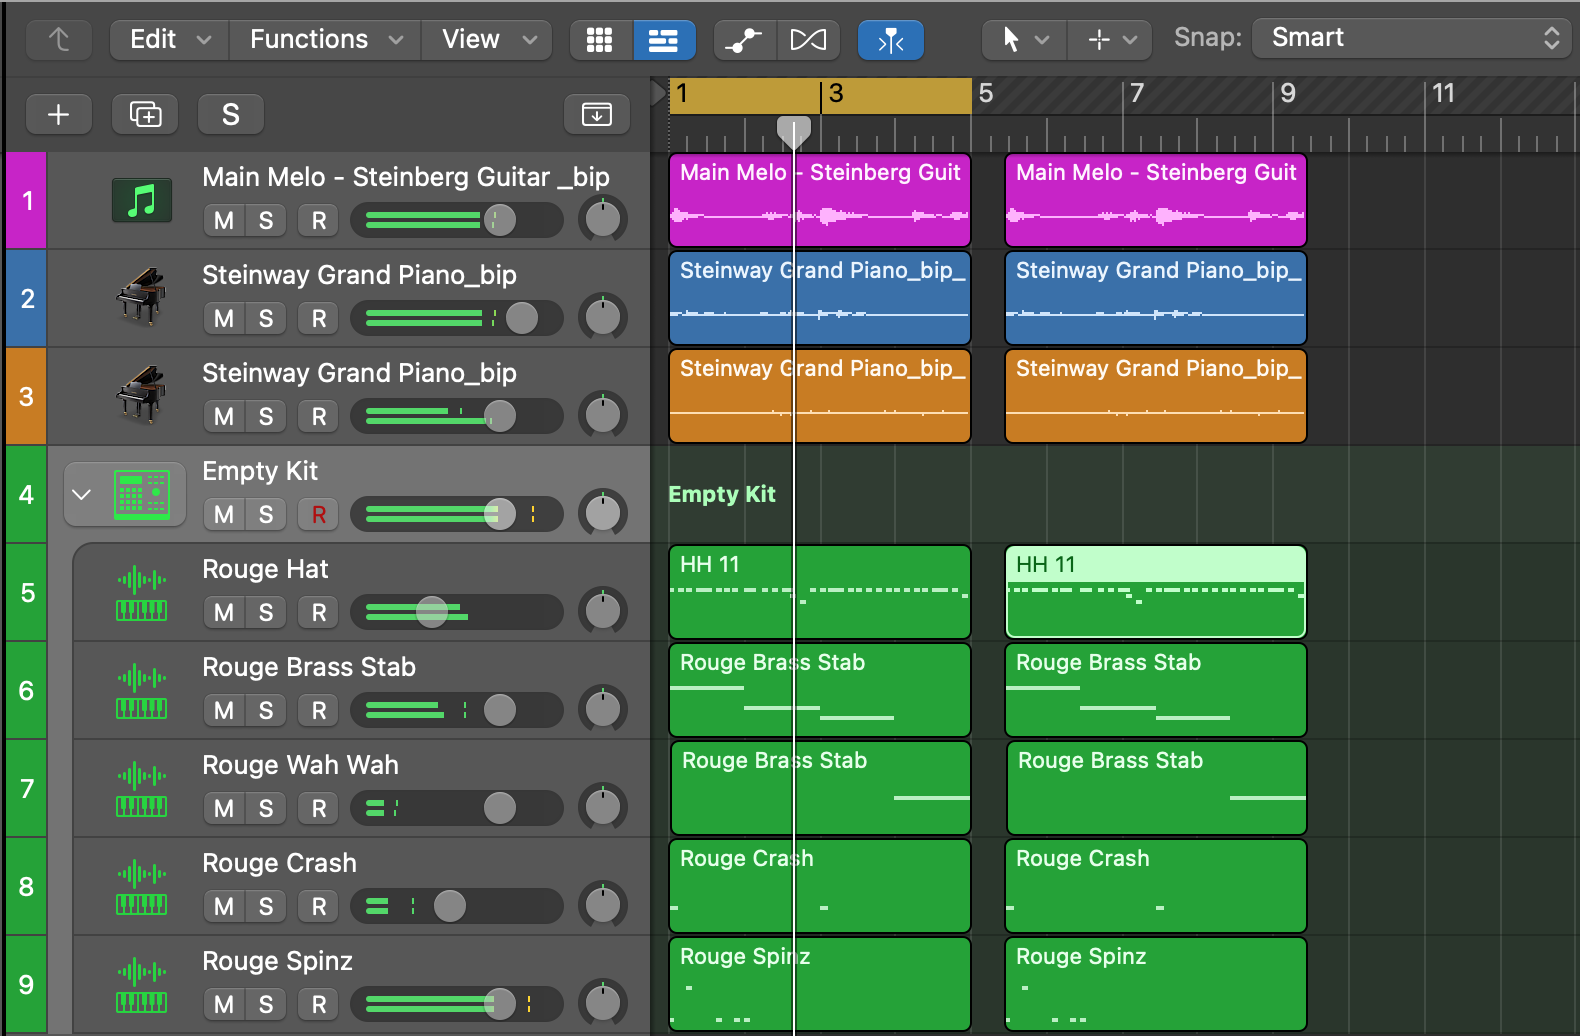 Edit Functions View Snap: Smart
S
1 3 5 7 9 11
1 Main Melo - Steinberg Guitar _bip
M S R
Main Melo - Steinberg Guit Main Melo - Steinberg Guit
2 Steinway Grand Piano_bip
M S R
Steinway Grand Piano_bip_ Steinway Grand Piano_bip_
3 Steinway Grand Piano_bip
M S R
Steinway Grand Piano_bip_ Steinway Grand Piano_bip_
4 Empty Kit
M S R
Empty Kit
5 Rouge Hat
M S R
HH 11 HH 11
6 Rouge Brass Stab
M S R
Rouge Brass Stab Rouge Brass Stab
7 Rouge Wah Wah
M S R
Rouge Brass Stab Rouge Brass Stab
8 Rouge Crash
M S R
Rouge Crash Rouge Crash
9 Rouge Spinz
M S R
Rouge Spinz Rouge Spinz